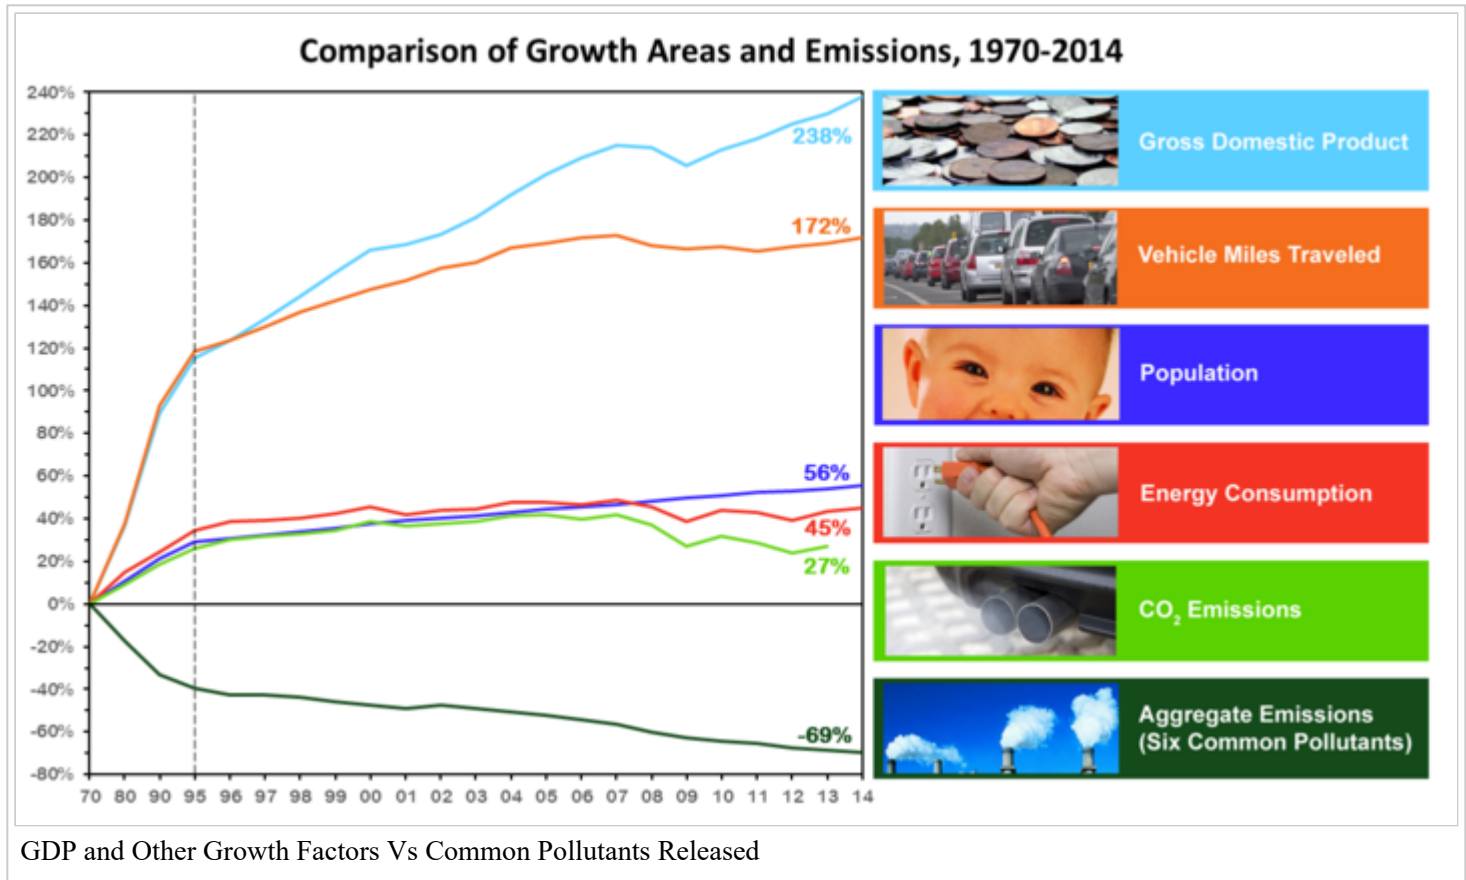 Comparison of Growth Areas and Emissions, 1970-2014
240%
220%
200%
180%
160%
140%
120%
100%
80%
60%
40%
20%
0%
-20%
-40%
-60%
-80%
238%
172%
56%
45%
27%
-69%
70 80 90 95 96 97 98 99 00 01 02 03 04 05 06 07 08 09 10 11 12 13 14
Gross Domestic Product
Vehicle Miles Traveled
Population
Energy Consumption
CO₂ Emissions
Aggregate Emissions
(Six Common Pollutants)
GDP and Other Growth Factors Vs Common Pollutants Released